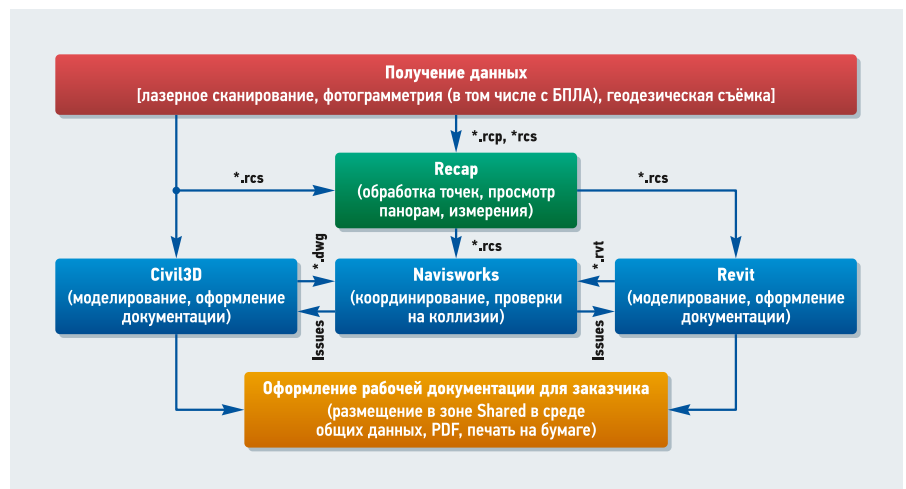 Получение данных
[лазерное сканирование, фотограмметрия (в том числе с БПЛА), геодезическая съёмка]
*.rcp, *rcs
Recap
(обработка точек, просмотр
панорам, измерения)
*.rcs
*.rcs
*.rcs
*.dwg
*.rvt
Civil3D
(моделирование, оформление
документации)
Navisworks
(координирование, проверки
на коллизии)
Revit
(моделирование, оформление
документации)
Issues
Issues
Оформление рабочей документации для заказчика
(размещение в зоне Shared в среде
общих данных, PDF, печать на бумаге)